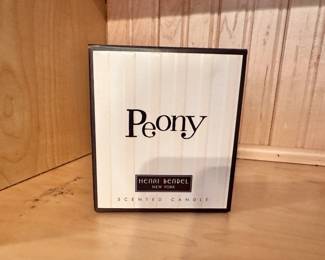 Peony
HENRI BENDEL
NEW YORK
SCENTED CANDLE